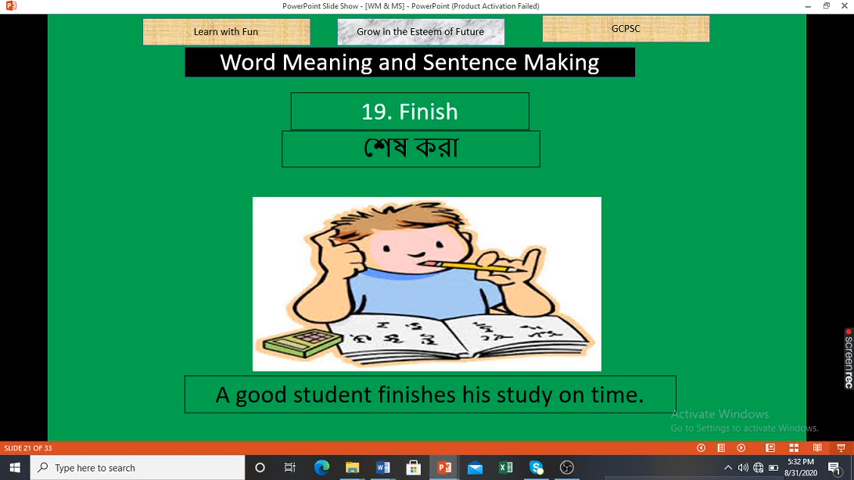 PowerPoint Slide Show - [WM & MS] - PowerPoint (Product Activation Failed)
Learn with Fun
Grow in the Esteem of Future
GCPSC
Word Meaning and Sentence Making
19. Finish
শেষ করা
A good student finishes his study on time.
Activate Windows
Go to Settings to activate Windows.
screenrec
SLIDE 21 OF 33
Type here to search
5:32 PM
8/31/2020